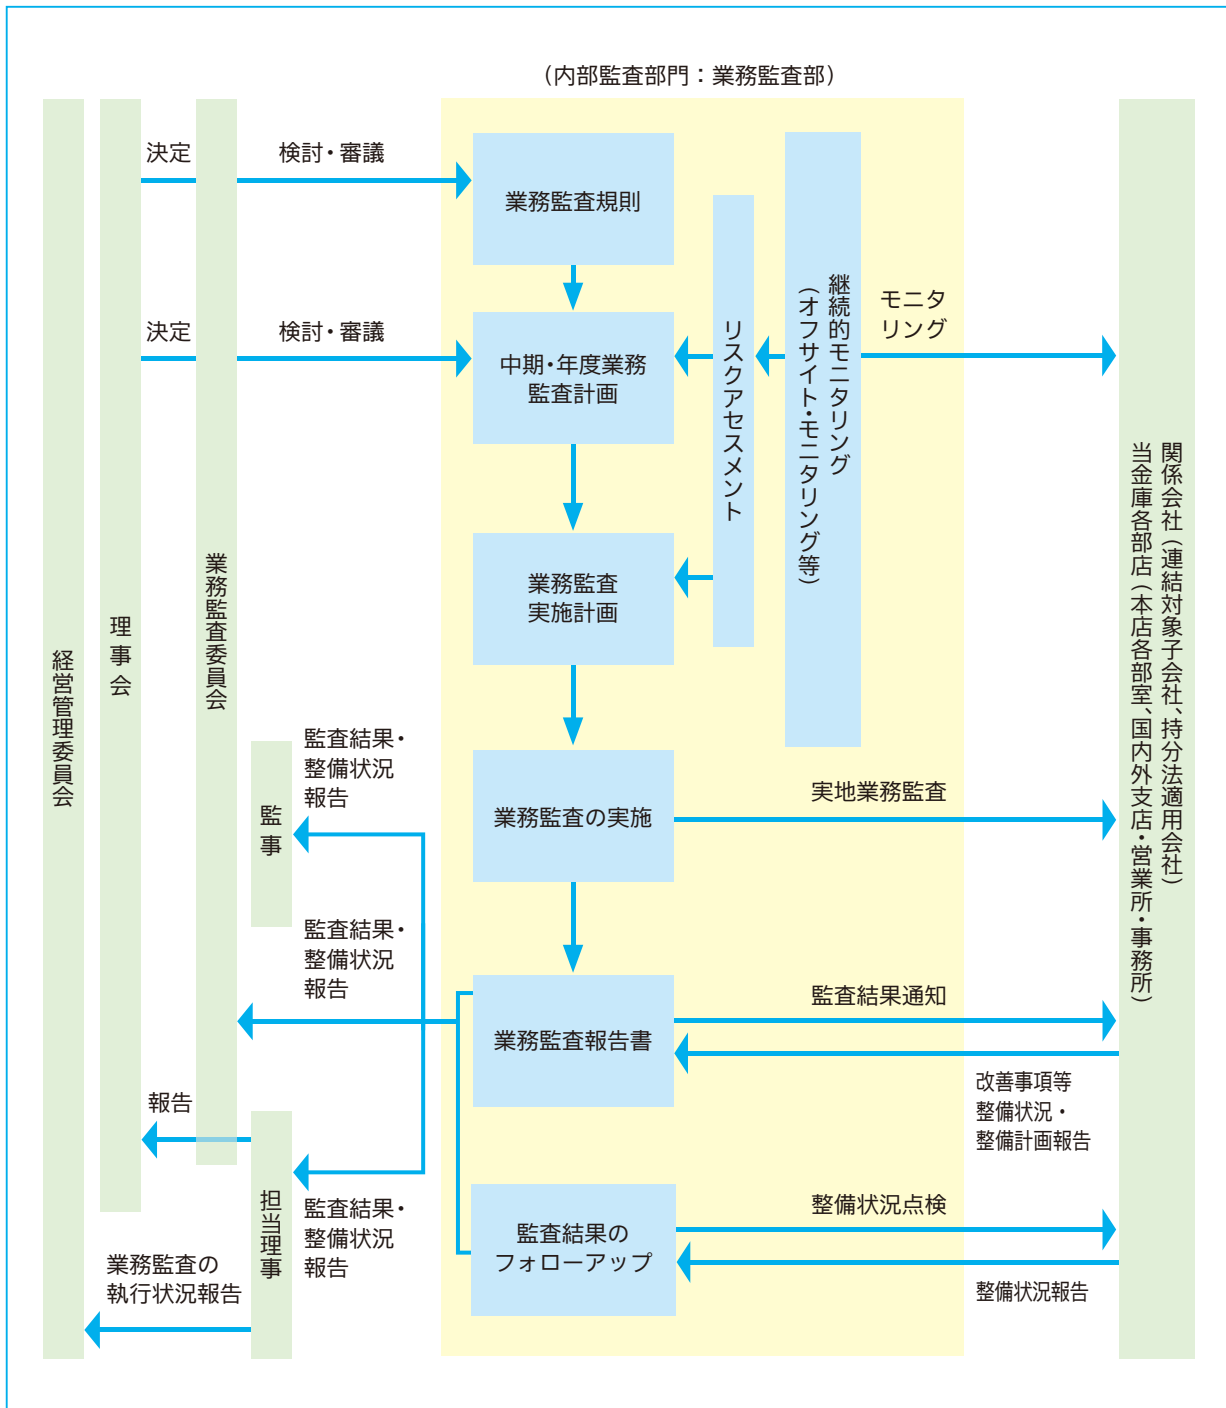 （内部監査部門：業務監査部）
決定
検討・審議
業務監査規則
決定
検討・審議
中期・年度業務
監査計画
リスクアセスメント
継続的モニタリング
（オフサイト・モニタリング等）
モニタ
リング
業務監査
実施計画
関係会社（連結対象子会社、持分法適用会社）
当金庫各部店（本店各部室、国内外支店・営業所・事務所）
経営管理委員会
理事会
業務監査委員会
監査結果・
整備状況
報告
監事
業務監査の実施
実地業務監査
監査結果・
整備状況
報告
業務監査報告書
監査結果通知
改善事項等
整備状況・
整備計画報告
報告
担当理事
監査結果・
整備状況
報告
監査結果の
フォローアップ
整備状況点検
整備状況報告
業務監査の
執行状況報告